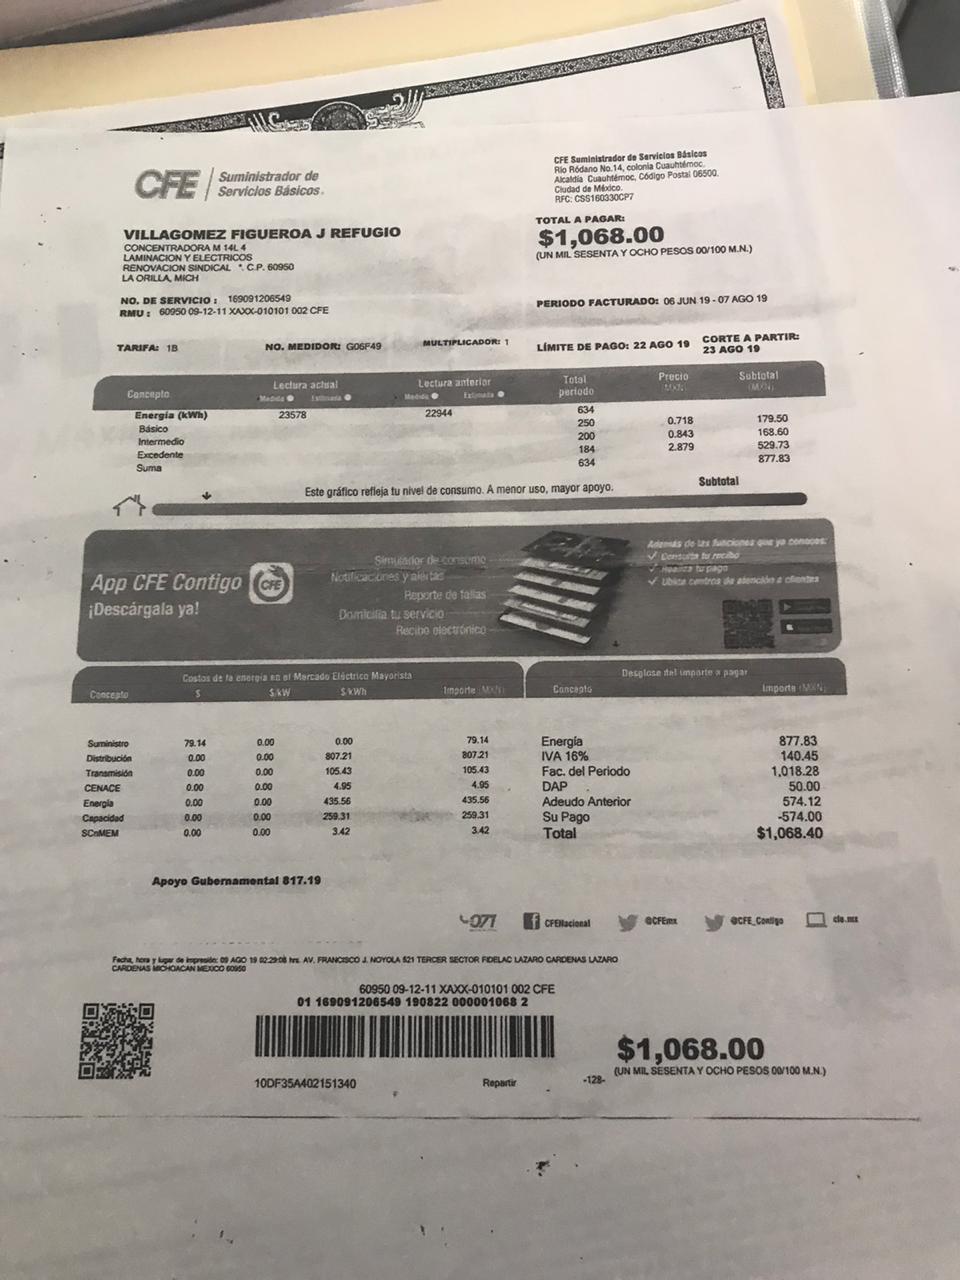 CFE Suministrador de
Servicios Básicos.
CFE Suministrador de Servicios Básicos
Río Ródano No.14, colonia Cuauhtémoc,
Alcaldía Cuauhtémoc, Código Postal 06500.
Ciudad de México.
RFC: CSS160330CP7
TOTAL A PAGAR:
$1,068.00
(UN MIL SESENTA Y OCHO PESOS 00/100 M.N.)
VILLAGOMEZ FIGUEROA J REFUGIO
CONCENTRADORA M 14L 4
LAMINACION Y ELECTRICOS
RENOVACION SINDICAL *. C.P. 60950
LA ORILLA, MICH
NO. DE SERVICIO : 169091206549
RMU : 60950 09-12-11 XAXX-010101 002 CFE
PERIODO FACTURADO: 06 JUN 19 - 07 AGO 19
TARIFA: 1B NO. MEDIDOR: G06F49 MULTIPLICADOR: 1 LÍMITE DE PAGO: 22 AGO 19 CORTE A PARTIR:
23 AGO 19
Concepto Lectura actual Lectura anterior Total periodo Precio (MXN) Subtotal (MXN)
Medida Estimada Medida Estimada
Energía (kWh) 23578 22944 634
Básico 250 0.718 179.50
Intermedio 200 0.843 168.60
Excedente 184 2.879 529.73
Suma 634 877.83
Este gráfico refleja tu nivel de consumo. A menor uso, mayor apoyo. Subtotal
App CFE Contigo CFE
¡Descárgala ya!
Simulador de consumo
Notificaciones y alertas
Reporte de fallas
Domicilia tu servicio
Recibo electrónico
Además de las funciones que ya conoces:
✓ Consulta tu recibo
✓ Realiza tu pago
✓ Ubica centros de atención a clientes
Costos de la energía en el Mercado Eléctrico Mayorista
Concepto $ $/kW $/kWh Importe (MXN)
Suministro 79.14 0.00 0.00 79.14
Distribución 0.00 0.00 807.21 807.21
Transmisión 0.00 0.00 105.43 105.43
CENACE 0.00 0.00 4.95 4.95
Energía 0.00 0.00 435.56 435.56
Capacidad 0.00 0.00 259.31 259.31
SCnMEM 0.00 0.00 3.42 3.42
Desglose del importe a pagar
Concepto Importe (MXN)
Energía 877.83
IVA 16% 140.45
Fac. del Periodo 1,018.28
DAP 50.00
Adeudo Anterior 574.12
Su Pago -574.00
Total $1,068.40
Apoyo Gubernamental 817.19
071 CFENacional @CFEmx @CFE_Contigo cfe.mx
Fecha, hora y lugar de impresión: 09 AGO 19 02:29:08 hrs. AV. FRANCISCO J. NOYOLA 521 TERCER SECTOR FIDELAC LAZARO CARDENAS LAZARO
CARDENAS MICHOACAN MEXICO 60950
60950 09-12-11 XAXX-010101 002 CFE
01 169091206549 190822 000001068 2
10DF35A402151340 Repartir -128-
$1,068.00
(UN MIL SESENTA Y OCHO PESOS 00/100 M.N.)